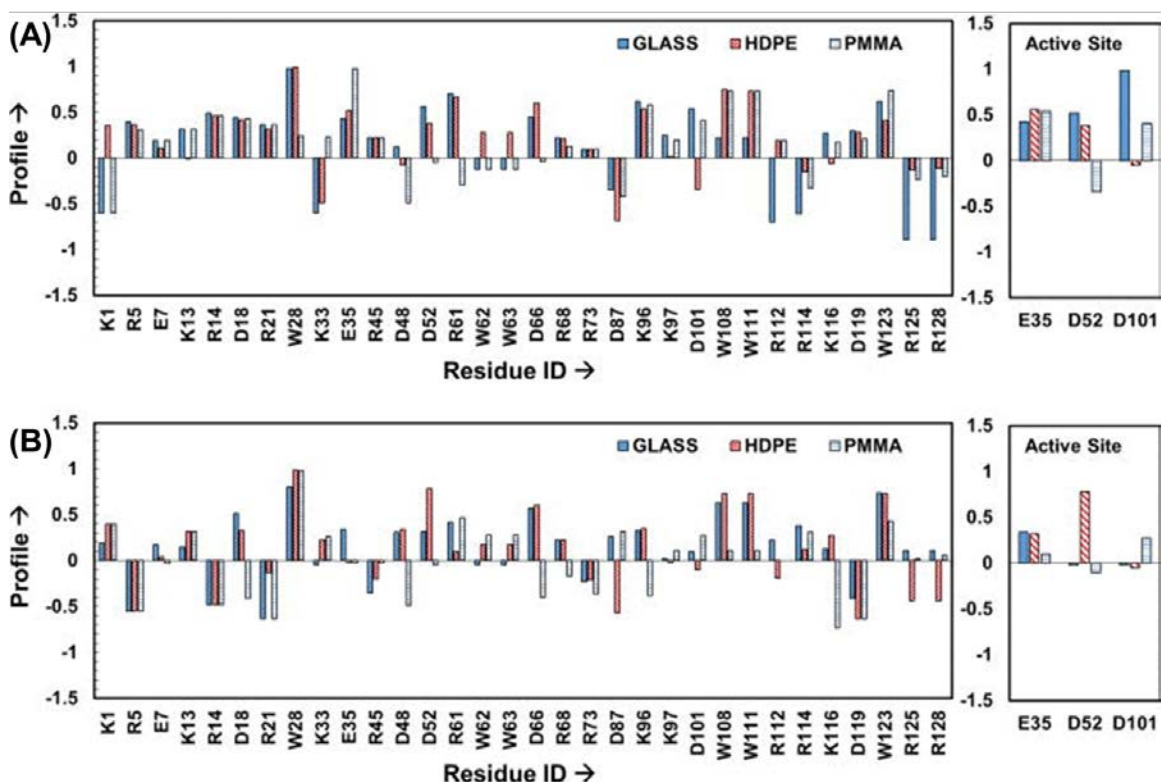 (A)
GLASS HDPE PMMA
Profile →
1.5
1
0.5
0
-0.5
-1
-1.5
K1 R5 E7 K13 R14 D18 R21 W28 K33 E35 R45 D48 D52 R61 W62 W63 D66 R68 R73 D87 K96 K97 D101 W108 W111 R112 R114 K116 D119 W123 R125 R128
Residue ID →
Active Site
1.5
1
0.5
0
-0.5
-1
-1.5
E35 D52 D101
(B)
GLASS HDPE PMMA
Profile →
1.5
1
0.5
0
-0.5
-1
-1.5
K1 R5 E7 K13 R14 D18 R21 W28 K33 E35 R45 D48 D52 R61 W62 W63 D66 R68 R73 D87 K96 K97 D101 W108 W111 R112 R114 K116 D119 W123 R125 R128
Residue ID →
Active Site
1.5
1
0.5
0
-0.5
-1
-1.5
E35 D52 D101